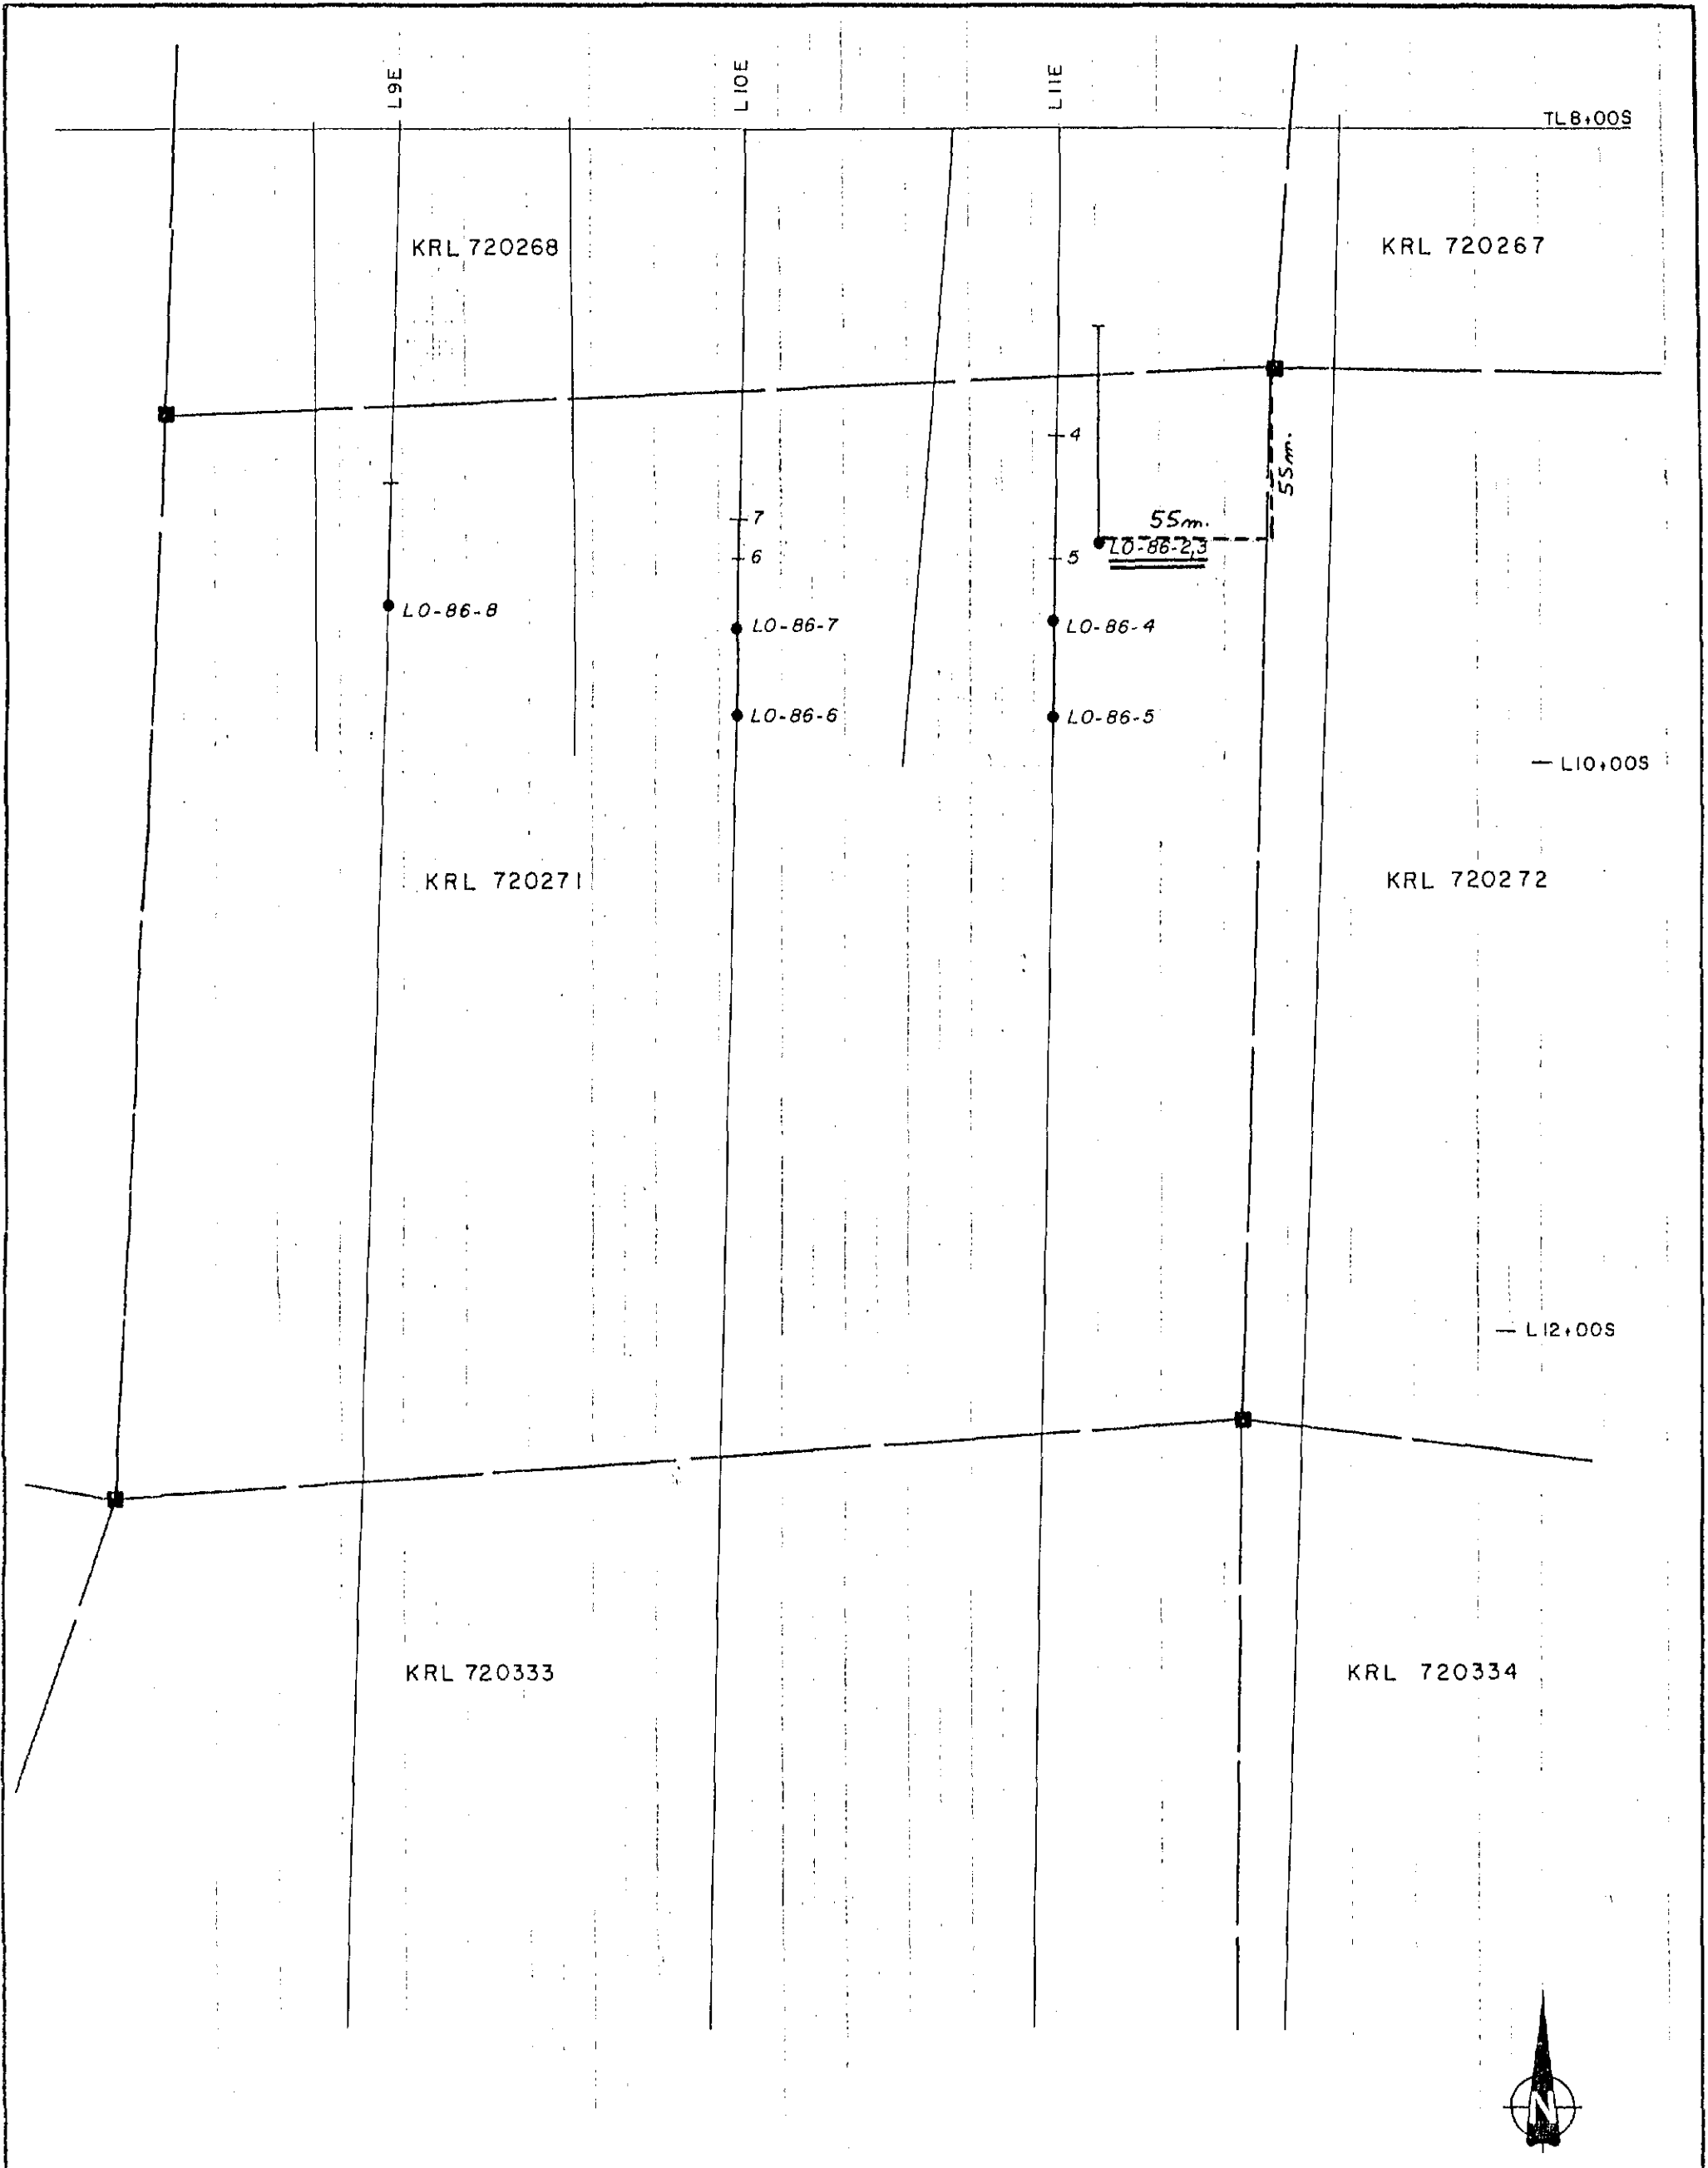 L9E
L10E
L11E
TL8+00S
KRL 720268
KRL 720267
4
55m.
7
55m.
LO-86-2,3
6
5
LO-86-8
LO-86-7
LO-86-4
LO-86-6
LO-86-5
L10+00S
KRL 720271
KRL 720272
L12+00S
KRL 720333
KRL 720334
N